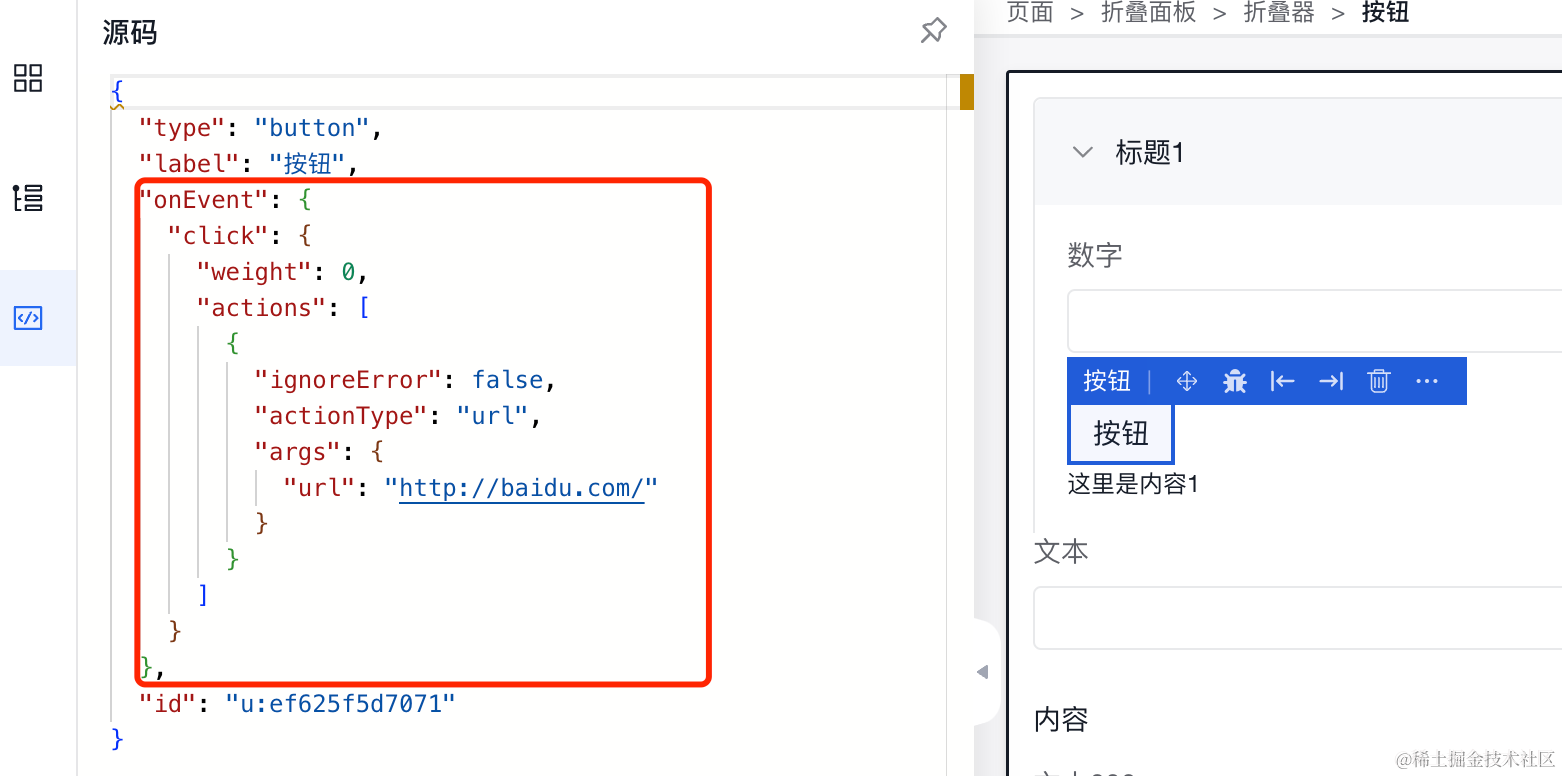 源码
{
"type": "button",
"label": "按钮",
"onEvent": {
"click": {
"weight": 0,
"actions": [
{
"ignoreError": false,
"actionType": "url",
"args": {
"url": "http://baidu.com/"
}
}
]
}
},
"id": "u:ef625f5d7071"
}
页面 > 折叠面板 > 折叠器 > 按钮
标题1
数字
按钮
按钮
这里是内容1
文本
内容
@稀土掘金技术社区